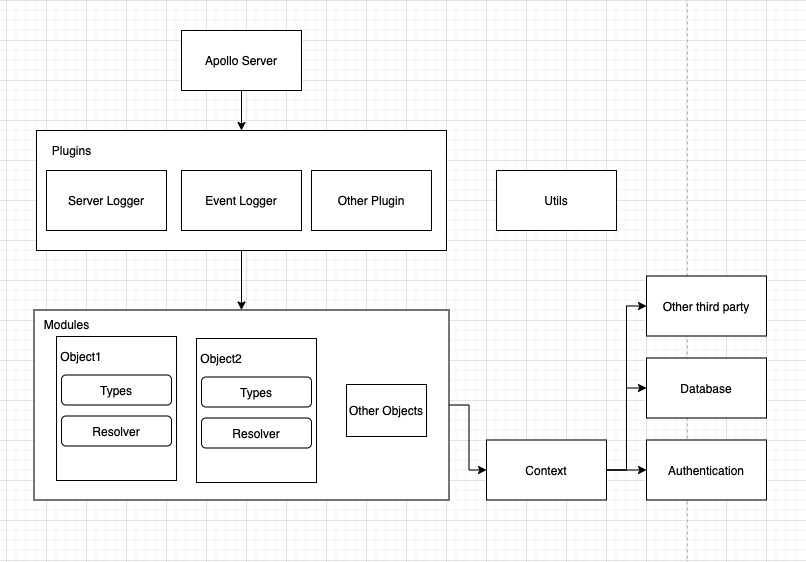 Apollo Server
Plugins
Server Logger
Event Logger
Other Plugin
Utils
Modules
Object1
Types
Resolver
Object2
Types
Resolver
Other Objects
Context
Other third party
Database
Authentication